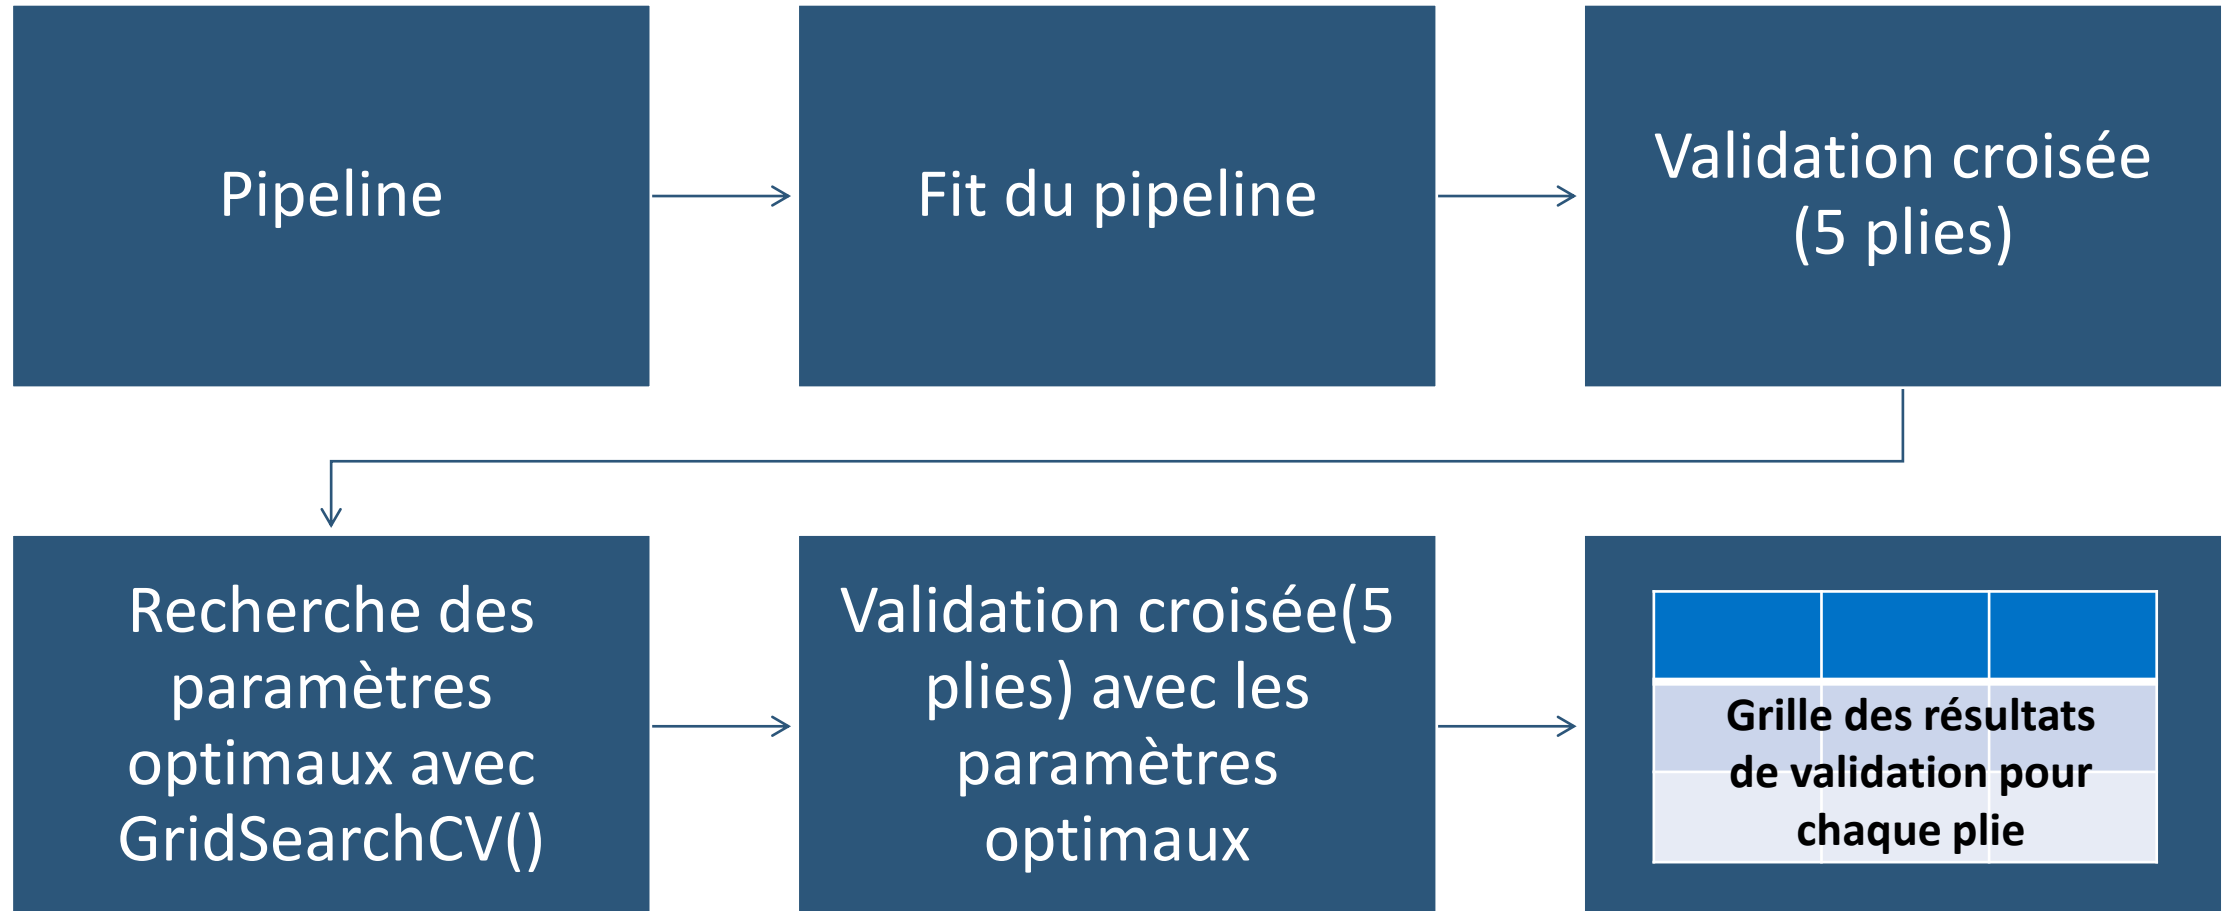 Pipeline
Fit du pipeline
Validation croisée
(5 plies)
Recherche des
paramètres
optimaux avec
GridSearchCV()
Validation croisée(5
plies) avec les
paramètres
optimaux
Grille des résultats
de validation pour
chaque plie